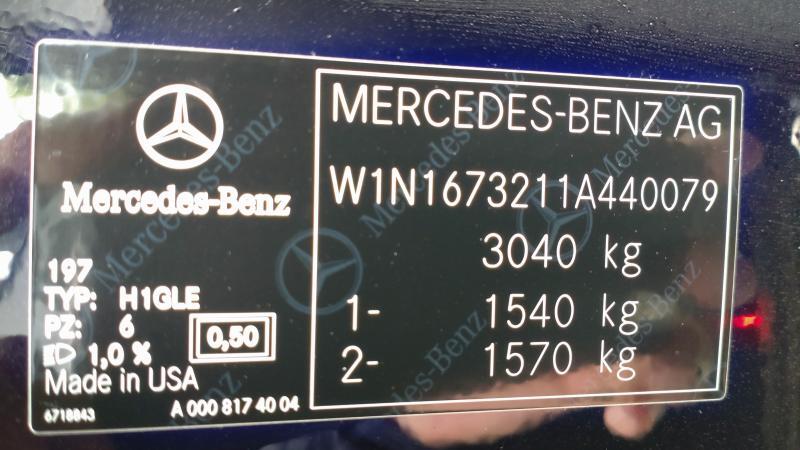 Mercedes-Benz
197
TYP: H1GLE
PZ: 6
1,0 %
0,50
Made in USA
6718843
A 000 817 40 04
MERCEDES-BENZ AG
W1N1673211A440079
3040 kg
1- 1540 kg
2- 1570 kg